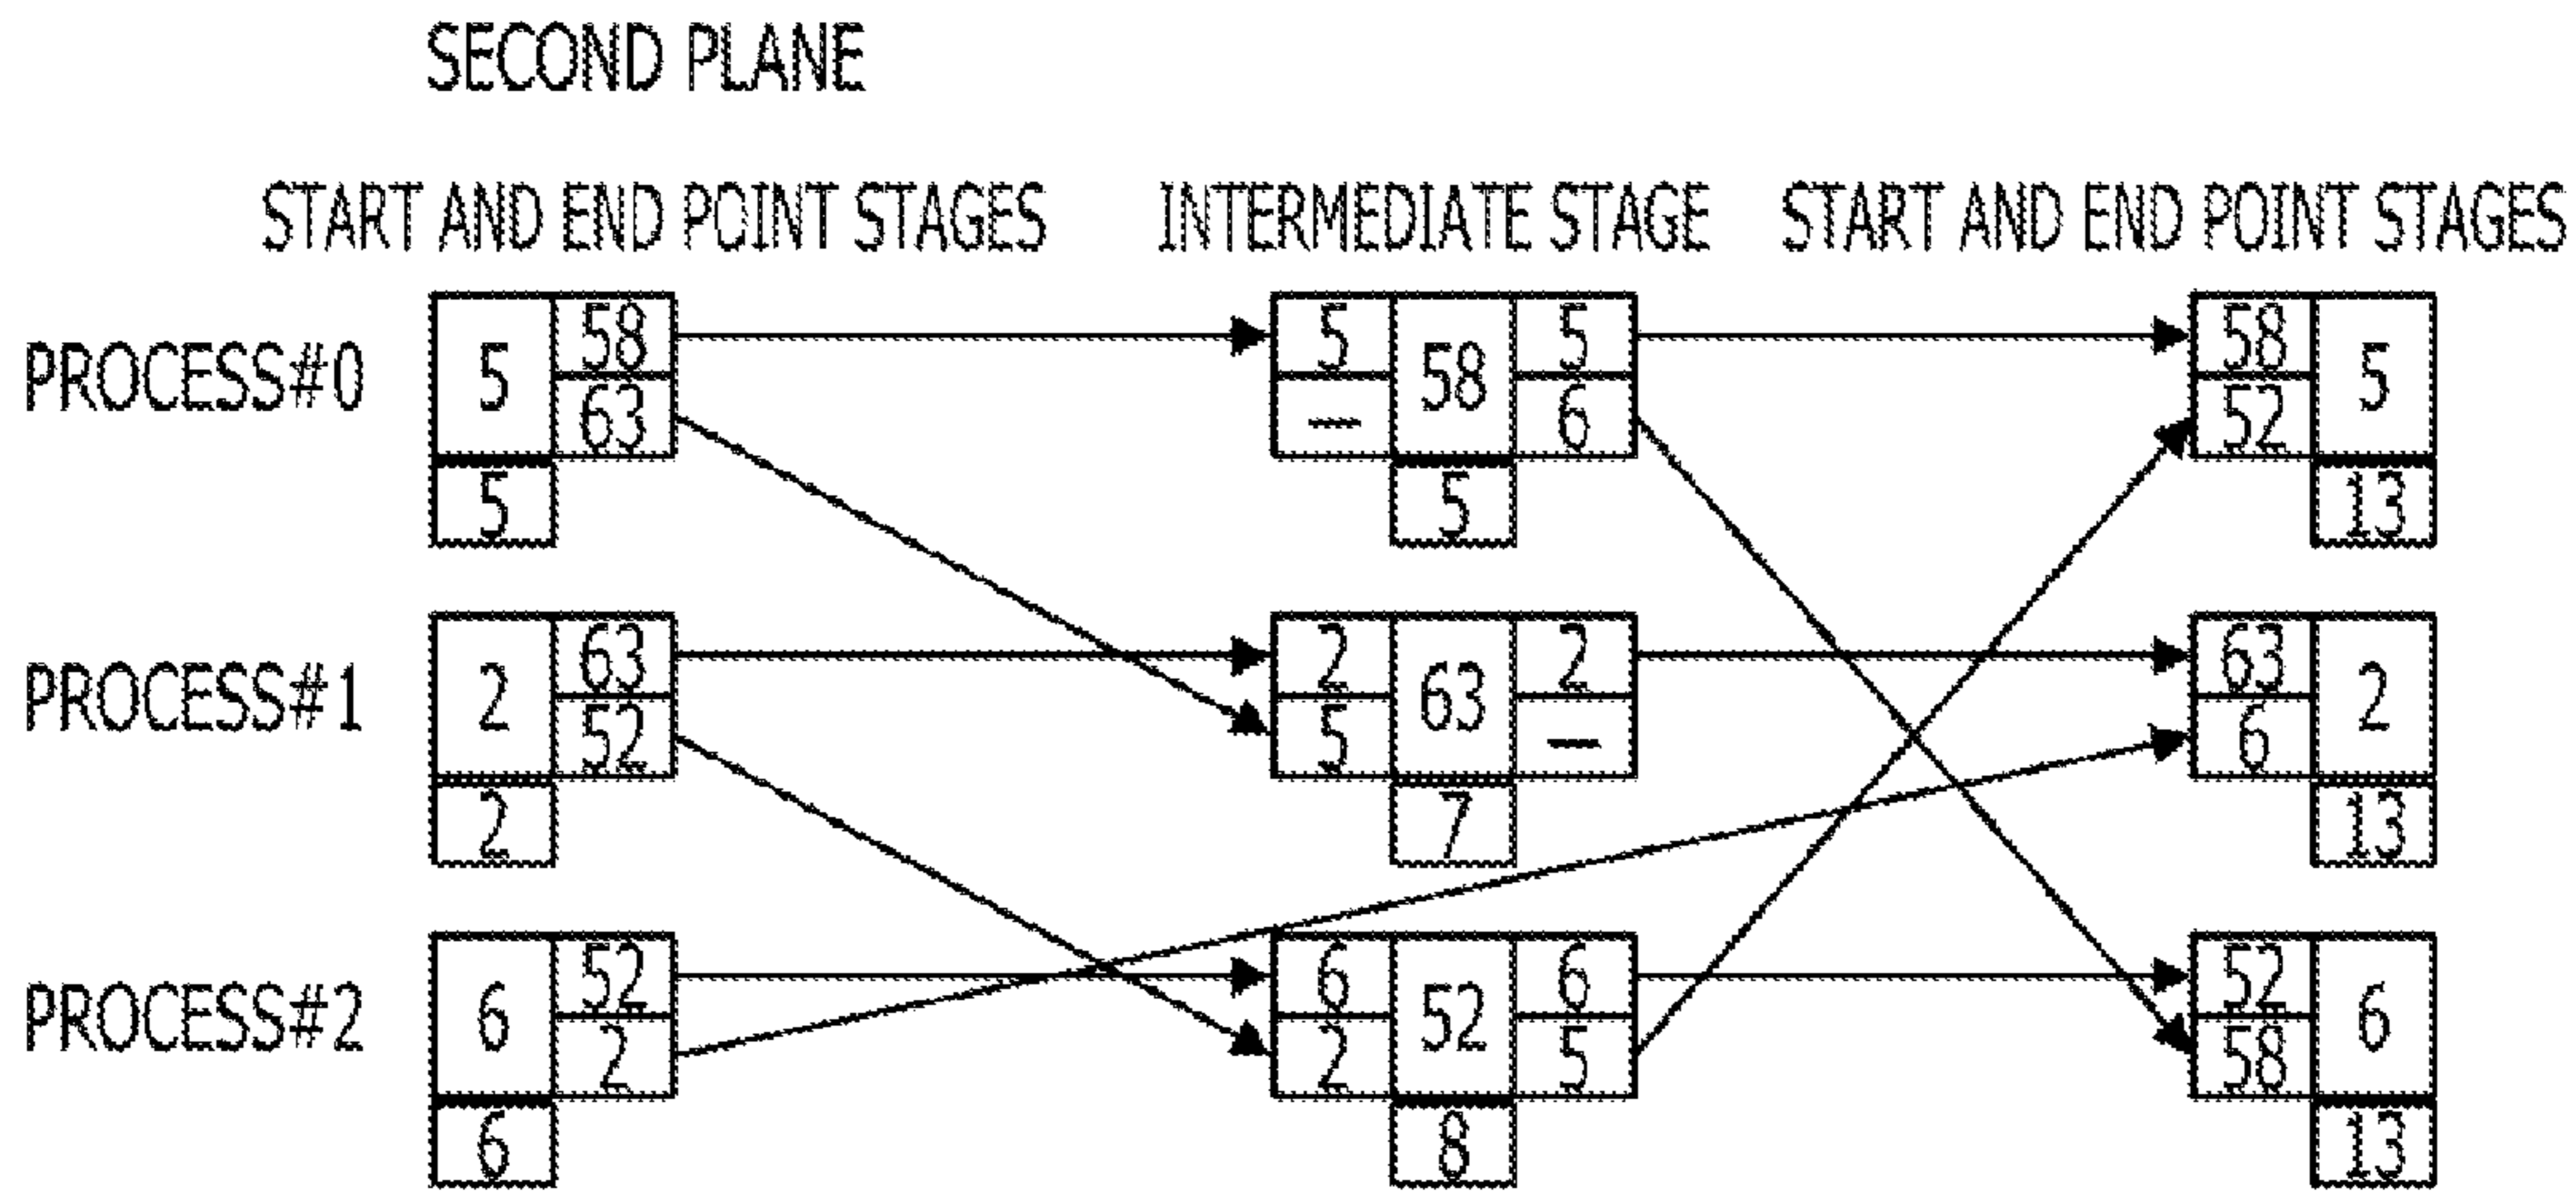 SECOND PLANE
START AND END POINT STAGES INTERMEDIATE STAGE START AND END POINT STAGES
PROCESS#0
5 58 63 5
5 — 58 5 6 5
58 52 5 13
PROCESS#1
2 63 52 2
2 5 63 2 — 7
63 6 2 13
PROCESS#2
6 52 2 6
6 2 52 6 5 8
52 58 6 13